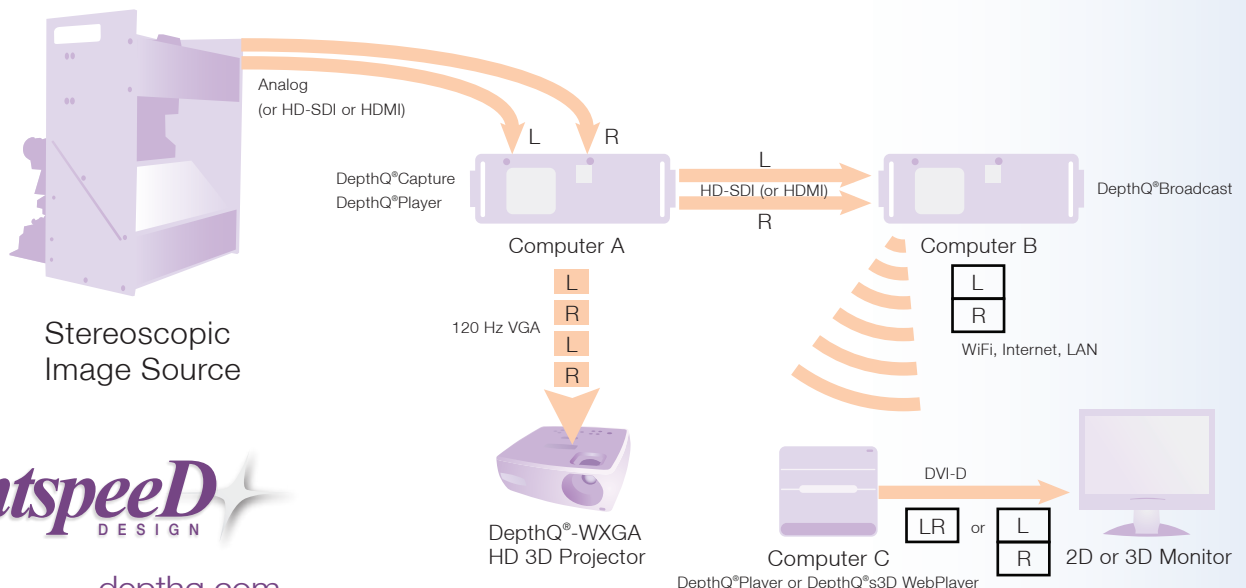 Analog
(or HD-SDI or HDMI)
L
R
DepthQ®Capture
DepthQ®Player
L
HD-SDI (or HDMI)
R
DepthQ®Broadcast
Computer A
Computer B
Stereoscopic
Image Source
120 Hz VGA
L
R
L
R
L
R
WiFi, Internet, LAN
DepthQ®-WXGA
HD 3D Projector
DVI-D
LR or L
R
Computer C
2D or 3D Monitor
DepthQ®Player or DepthQ®s3D WebPlayer
DESIGN
depthq.com